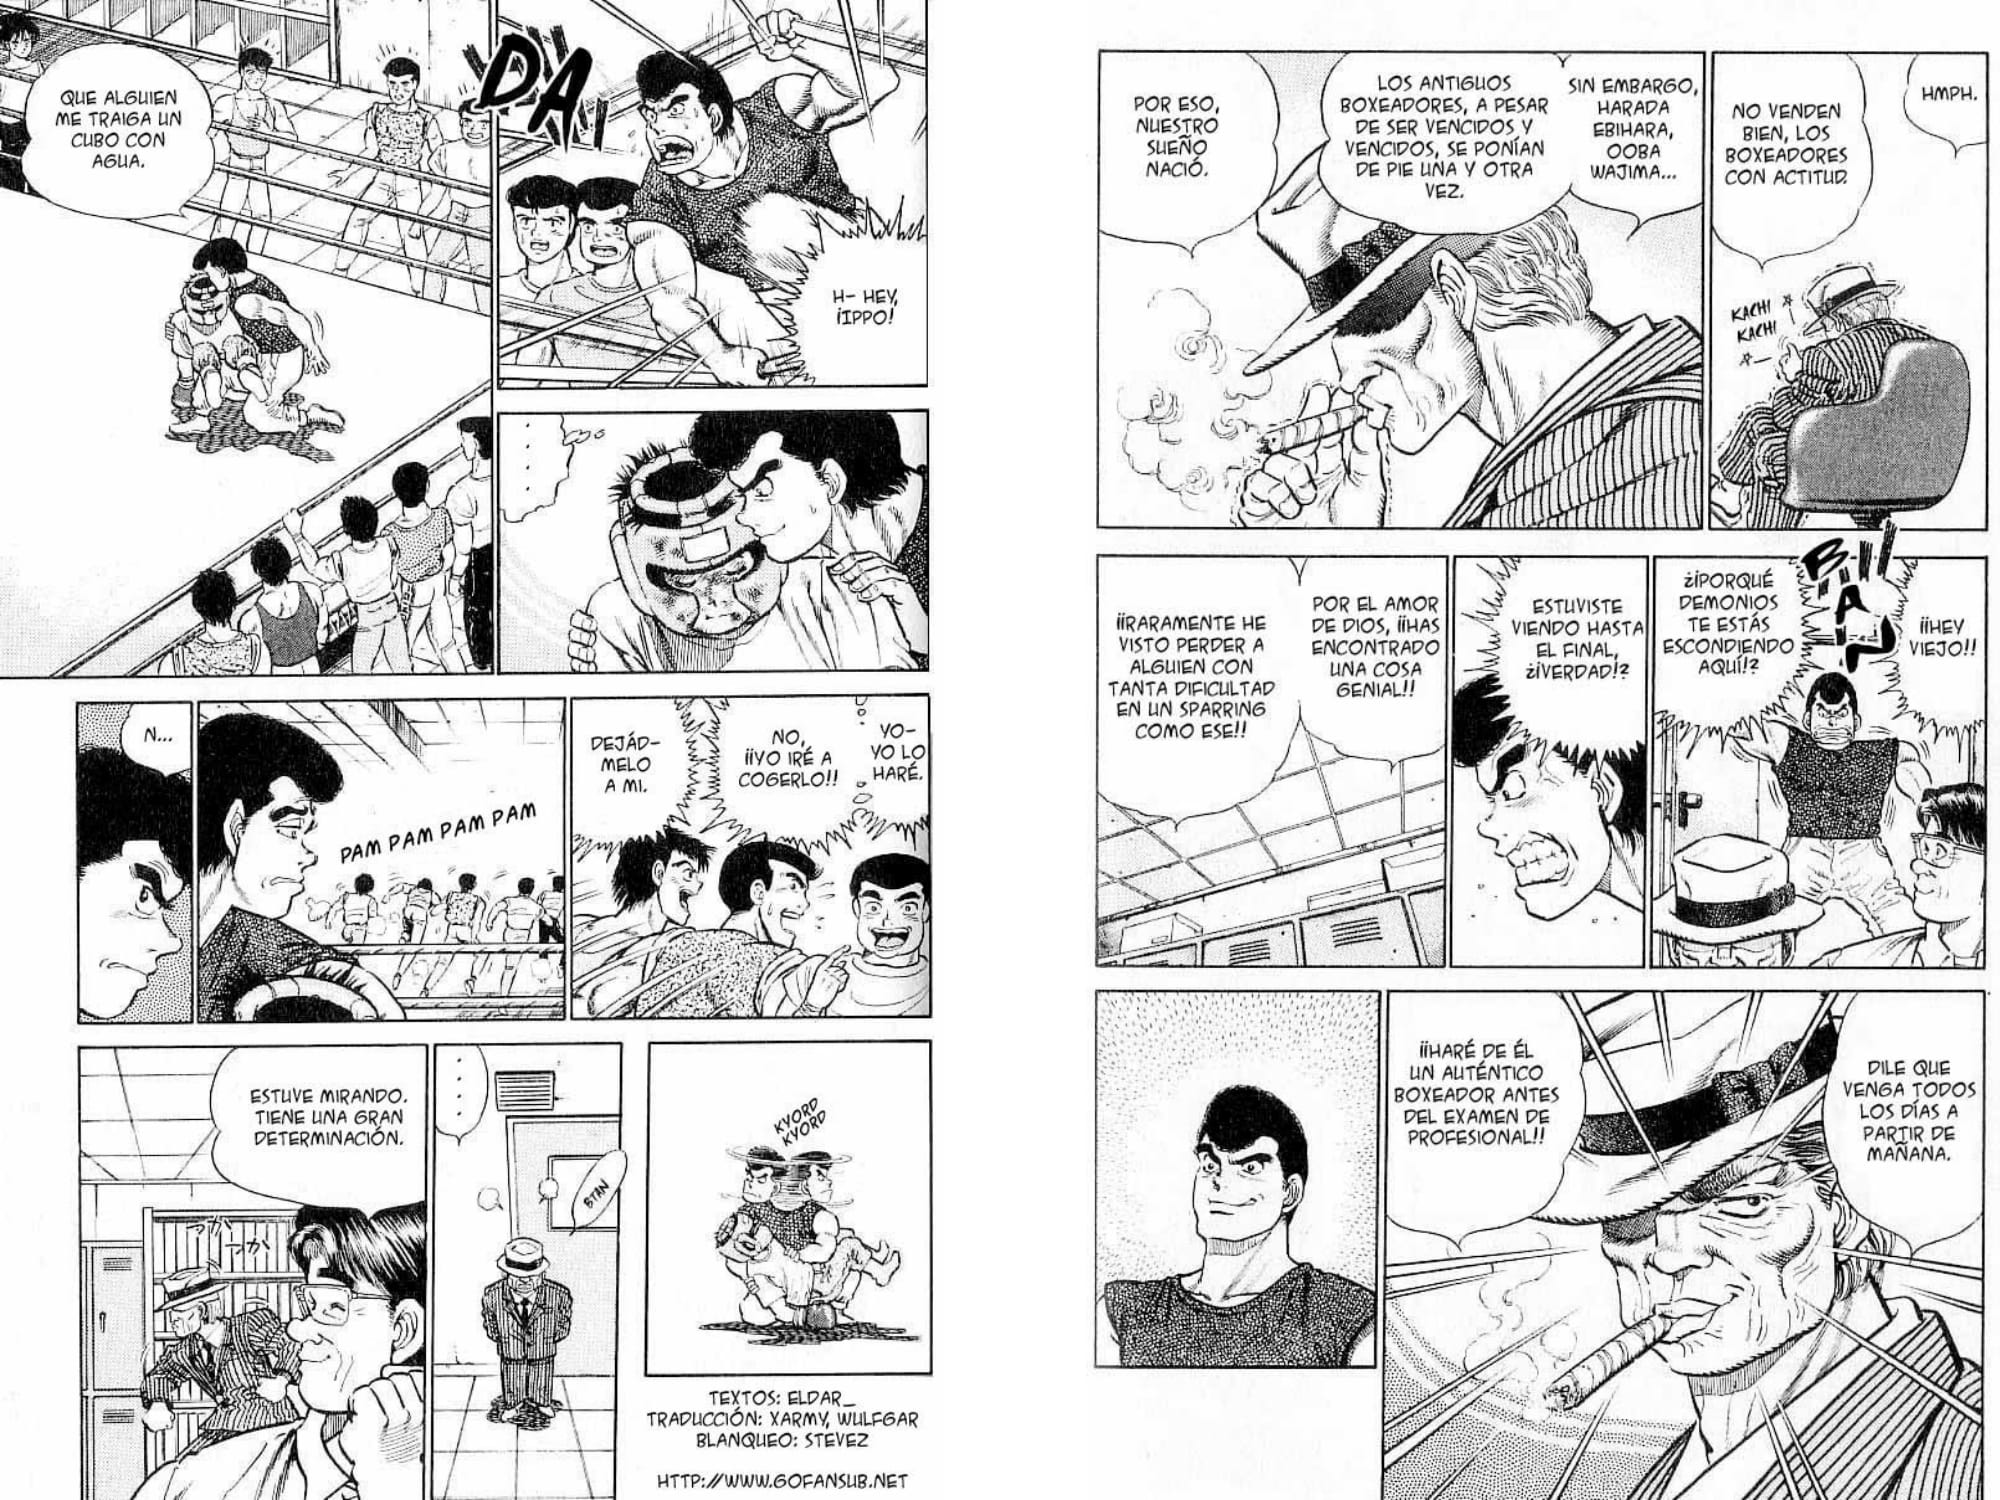 DA
H- HEY,
¡IPPO!
QUE ALGUIEN
ME TRAIGA UN
CUBO CON
AGUA.
....
YO-
YO LO
HARÉ.
NO,
¡¡YO IRÉ A
COGERLO!!
DEJÁD-
MELO
A MI.
PAM PAM PAM PAM
N...
KYORD
KYORD
....
BTAN
ESTUVE MIRANDO.
TIENE UNA GRAN
DETERMINACIÓN.
つか
つか
TEXTOS: ELDAR_
TRADUCCIÓN: XARMY, WULFGAR
BLANQUEO: STEVEZ
HTTP://WWW.GOFANSUB.NET
HMPH.
NO VENDEN
BIEN, LOS
BOXEADORES
CON ACTITUD.
KACHI
KACHI
SIN EMBARGO,
HARADA
EBIHARA,
OOBA
WAJIMA...
LOS ANTIGUOS
BOXEADORES, A PESAR
DE SER VENCIDOS Y
VENCIDOS, SE PONÍAN
DE PIE UNA Y OTRA
VEZ.
POR ESO,
NUESTRO
SUEÑO
NACIÓ.
BAN
¡¡HEY
VIEJO!!
¿¡PORQUÉ
DEMONIOS
TE ESTÁS
ESCONDIENDO
AQUÍ!?
ESTUVISTE
VIENDO HASTA
EL FINAL,
¿¡VERDAD!?
POR EL AMOR
DE DIOS, ¡¡HAS
ENCONTRADO
UNA COSA
GENIAL!!
¡¡RARAMENTE HE
VISTO PERDER A
ALGUIEN CON
TANTA DIFICULTAD
EN UN SPARRING
COMO ESE!!
DILE QUE
VENGA TODOS
LOS DÍAS A
PARTIR DE
MAÑANA.
¡¡HARÉ DE ÉL
UN AUTÉNTICO
BOXEADOR ANTES
DEL EXAMEN DE
PROFESIONAL!!